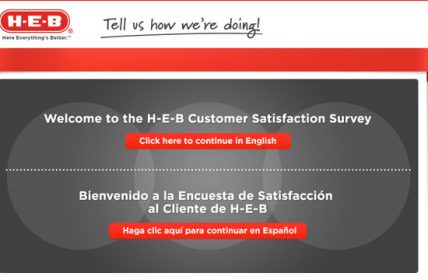 H-E-B
Here Everything's Better.™
Tell us how we're doing!
Welcome to the H-E-B Customer Satisfaction Survey
Click here to continue in English
Bienvenido a la Encuesta de Satisfacción
al Cliente de H-E-B
Haga clic aquí para continuar en Español